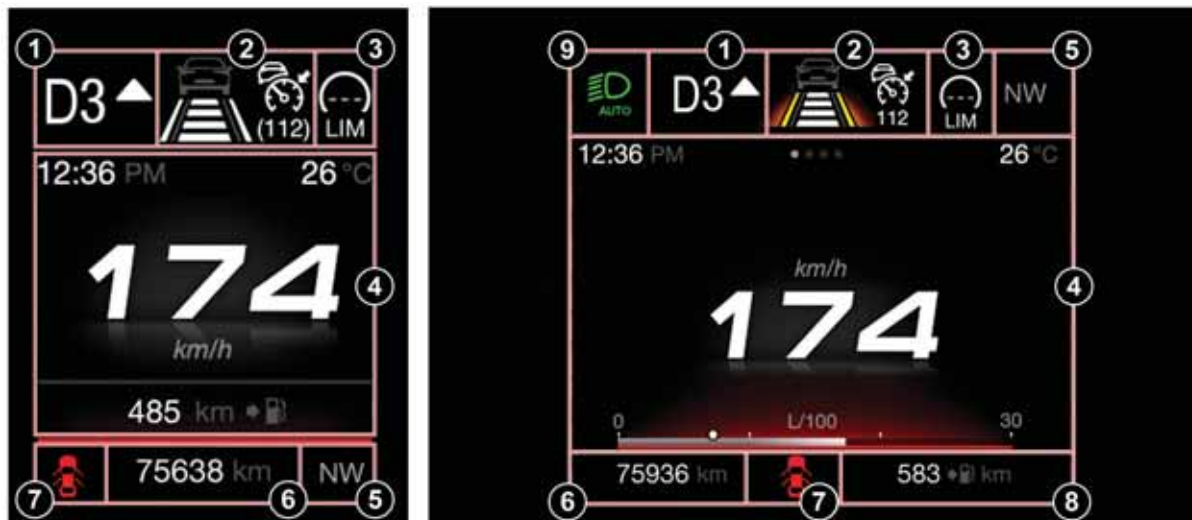 1 2 3
D3
(112) LIM
12:36 PM 26 °C
174
4
km/h
485 km
75638 km NW
7 6 5
9 1 2 3 5
AUTO D3 112 LIM NW
12:36 PM 26 °C
km/h
174
4
0 L/100 30
75936 km 583 km
6 7 8